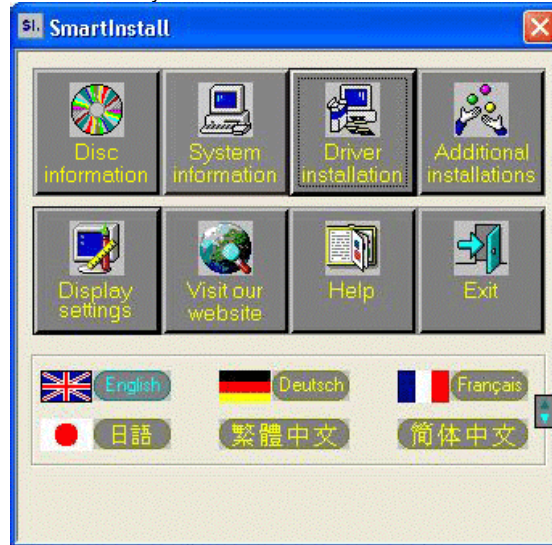 SI. SmartInstall
Disc
information
System
information
Driver
installation
Additional
installations
Display
settings
Visit our
website
Help
Exit
English
Deutsch
Français
日語
繁體中文
简体中文